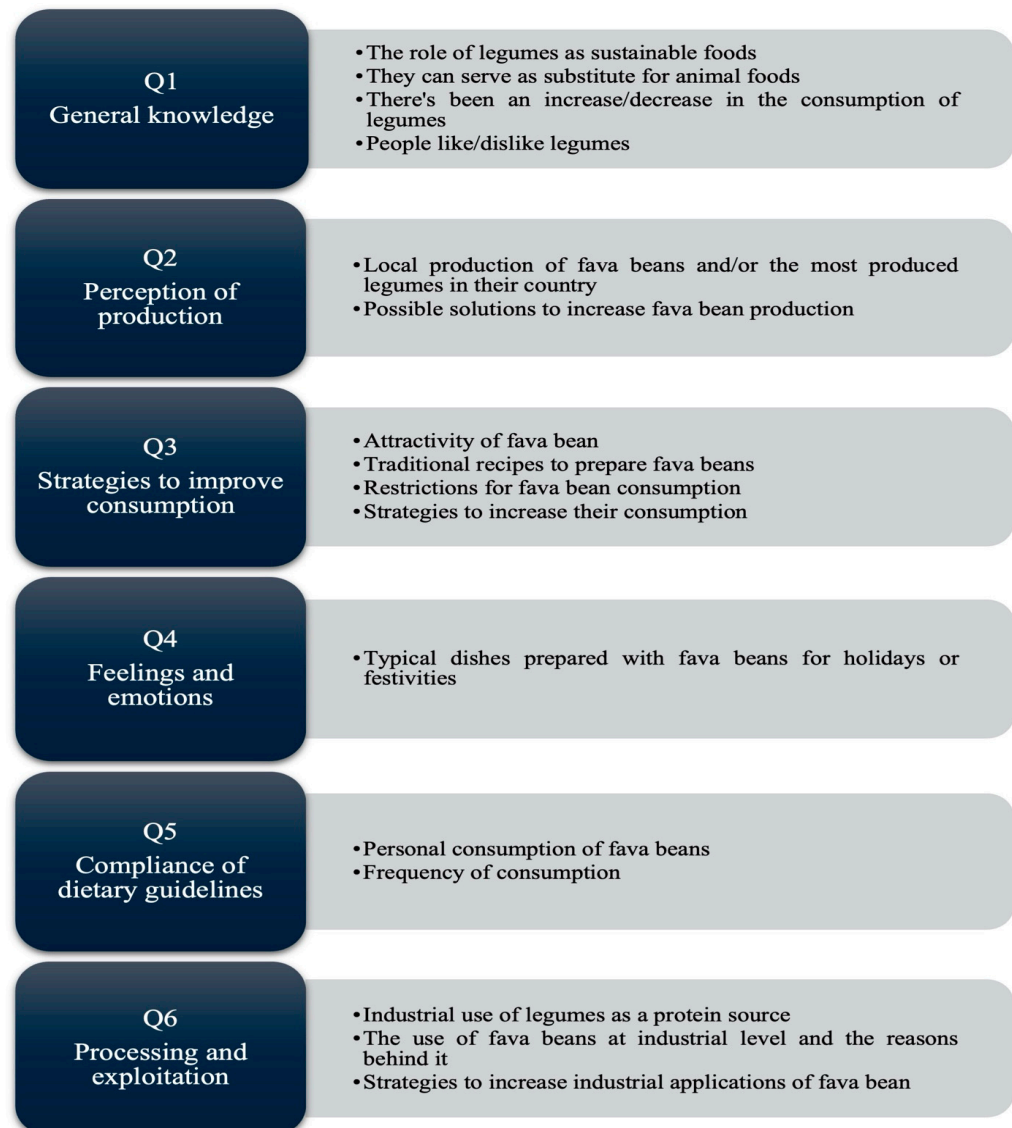 Q1
General knowledge
•The role of legumes as sustainable foods
•They can serve as substitute for animal foods
•There's been an increase/decrease in the consumption of
legumes
•People like/dislike legumes
Q2
Perception of
production
•Local production of fava beans and/or the most produced
legumes in their country
•Possible solutions to increase fava bean production
Q3
Strategies to improve
consumption
•Attractivity of fava bean
•Traditional recipes to prepare fava beans
•Restrictions for fava bean consumption
•Strategies to increase their consumption
Q4
Feelings and
emotions
•Typical dishes prepared with fava beans for holidays or
festivities
Q5
Compliance of
dietary guidelines
•Personal consumption of fava beans
•Frequency of consumption
Q6
Processing and
exploitation
•Industrial use of legumes as a protein source
•The use of fava beans at industrial level and the reasons
behind it
•Strategies to increase industrial applications of fava bean